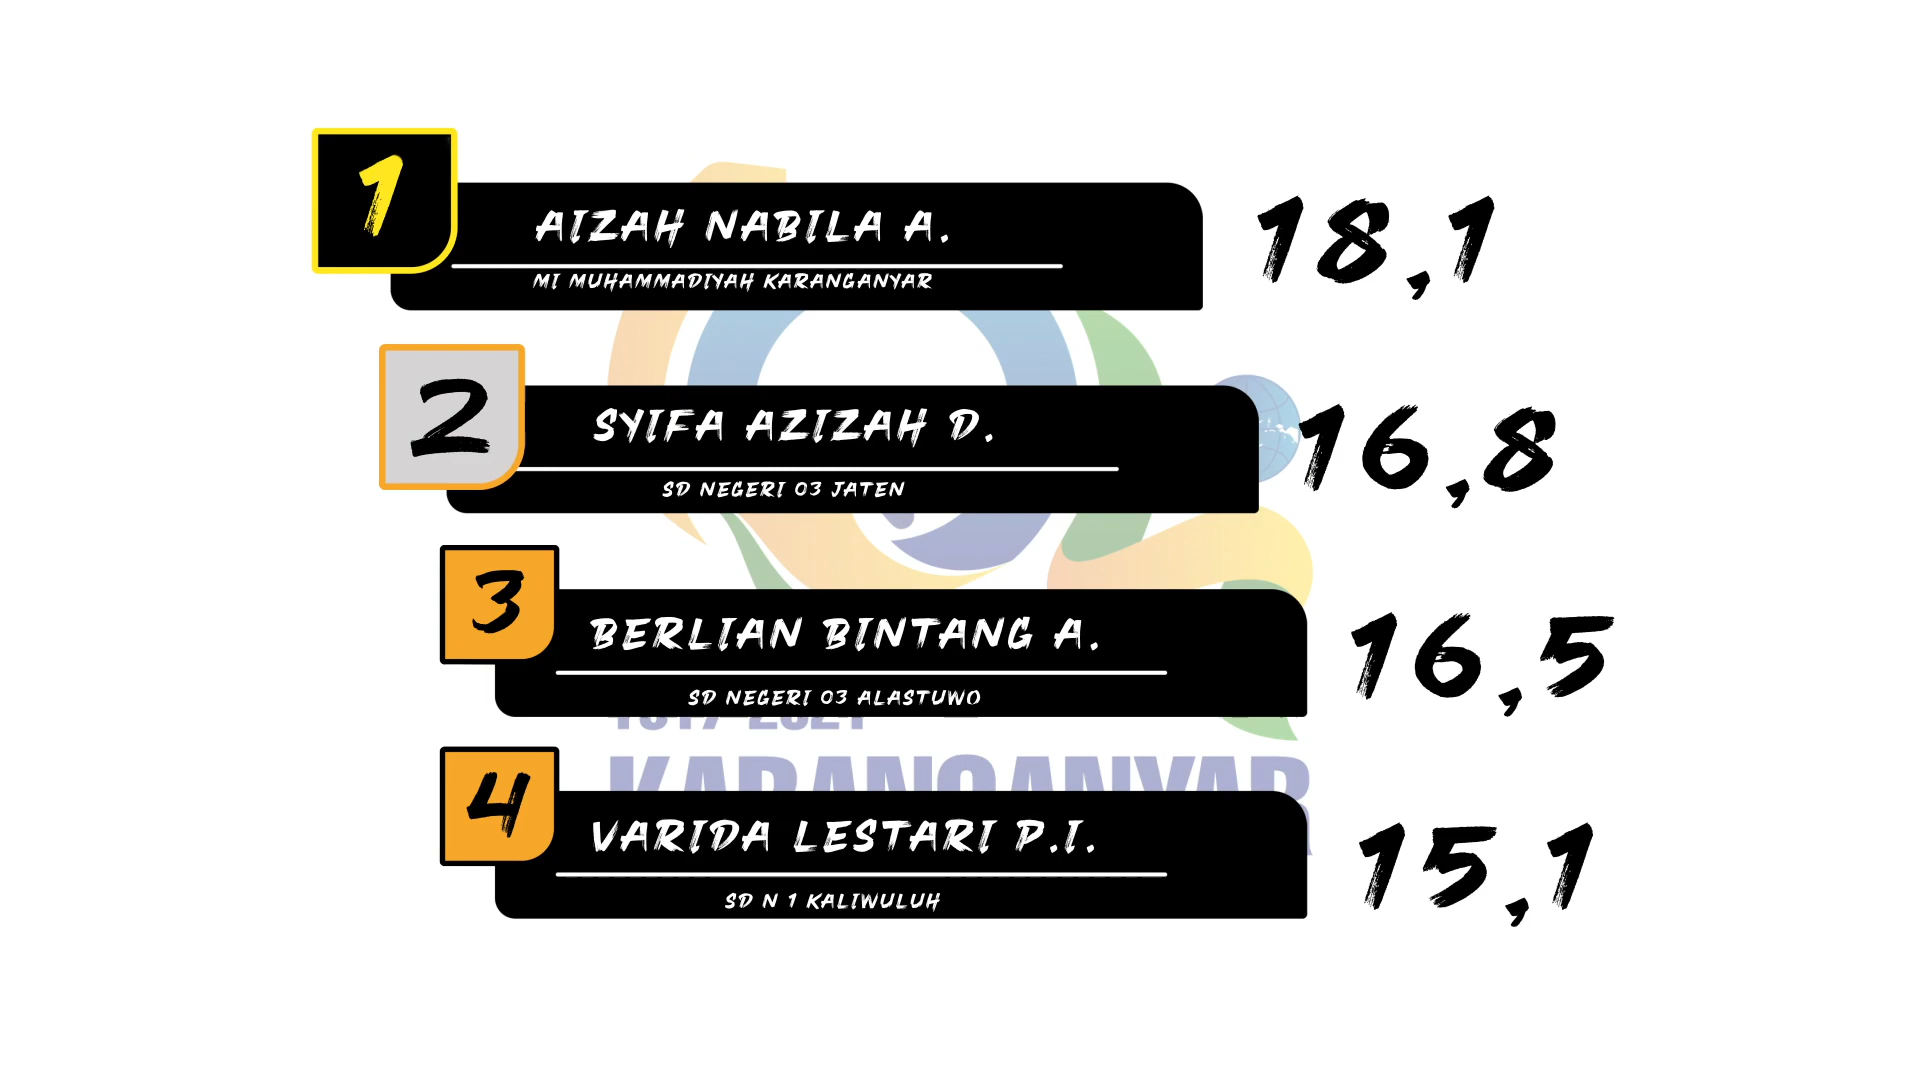 1
AIZAH NABILA A.
18,1
MI MUHAMMADIYAH KARANGANYAR
2
SYIFA AZIZAH D.
16,8
SD NEGERI 03 JATEN
3
BERLIAN BINTANG A.
16,5
SD NEGERI 03 ALASTUWO
KARANGANYAR
4
VARIDA LESTARI P.I.
15,1
SD N 1 KALIWULUH